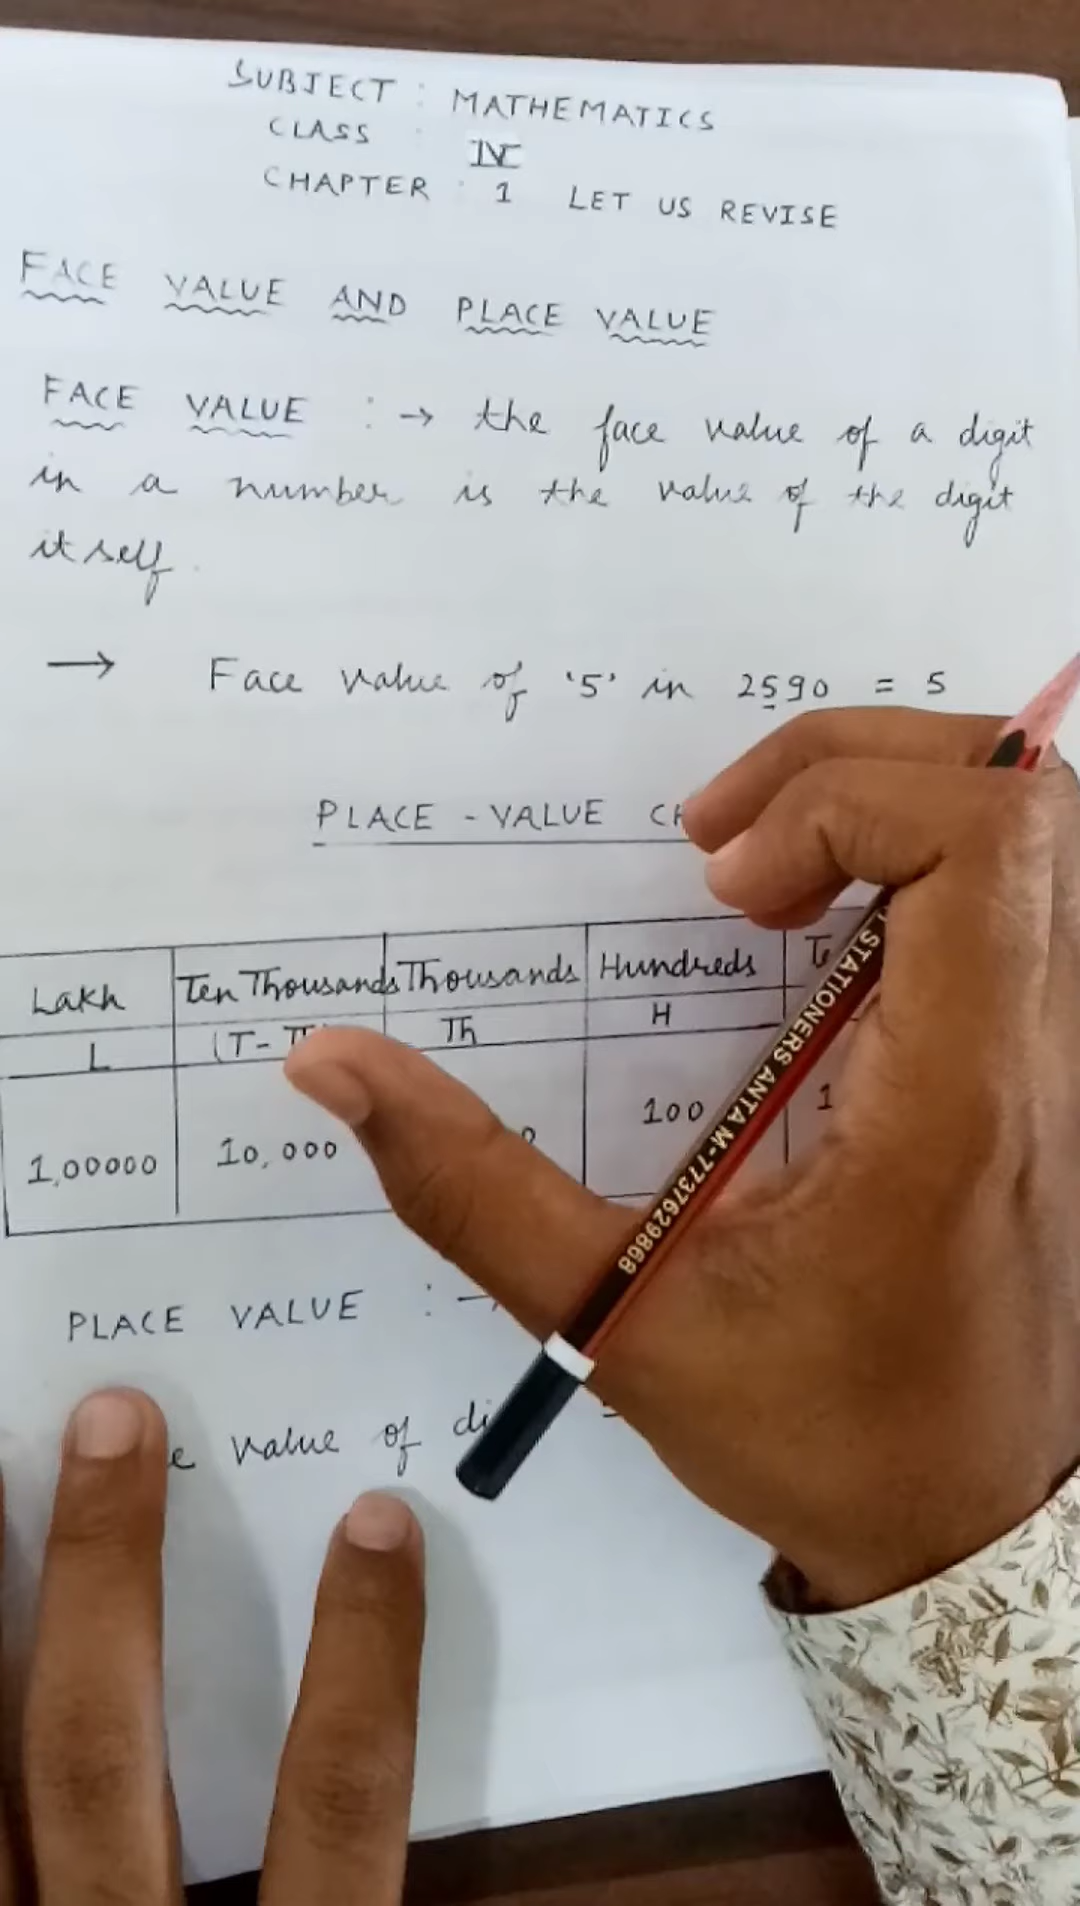 SUBJECT : MATHEMATICS
CLASS : IV
CHAPTER : 1 LET US REVISE
FACE VALUE AND PLACE VALUE
FACE VALUE : → the face value of a digit
in a number is the value of the digit
itself.
→ Face value of '5' in 2590 = 5
PLACE - VALUE
Lakh Ten Thousands Thousands Hundreds
L (T- Th H
1,00000 10,000 100 1
PLACE VALUE : →
value of
STATIONERS ANTA M-7737629868